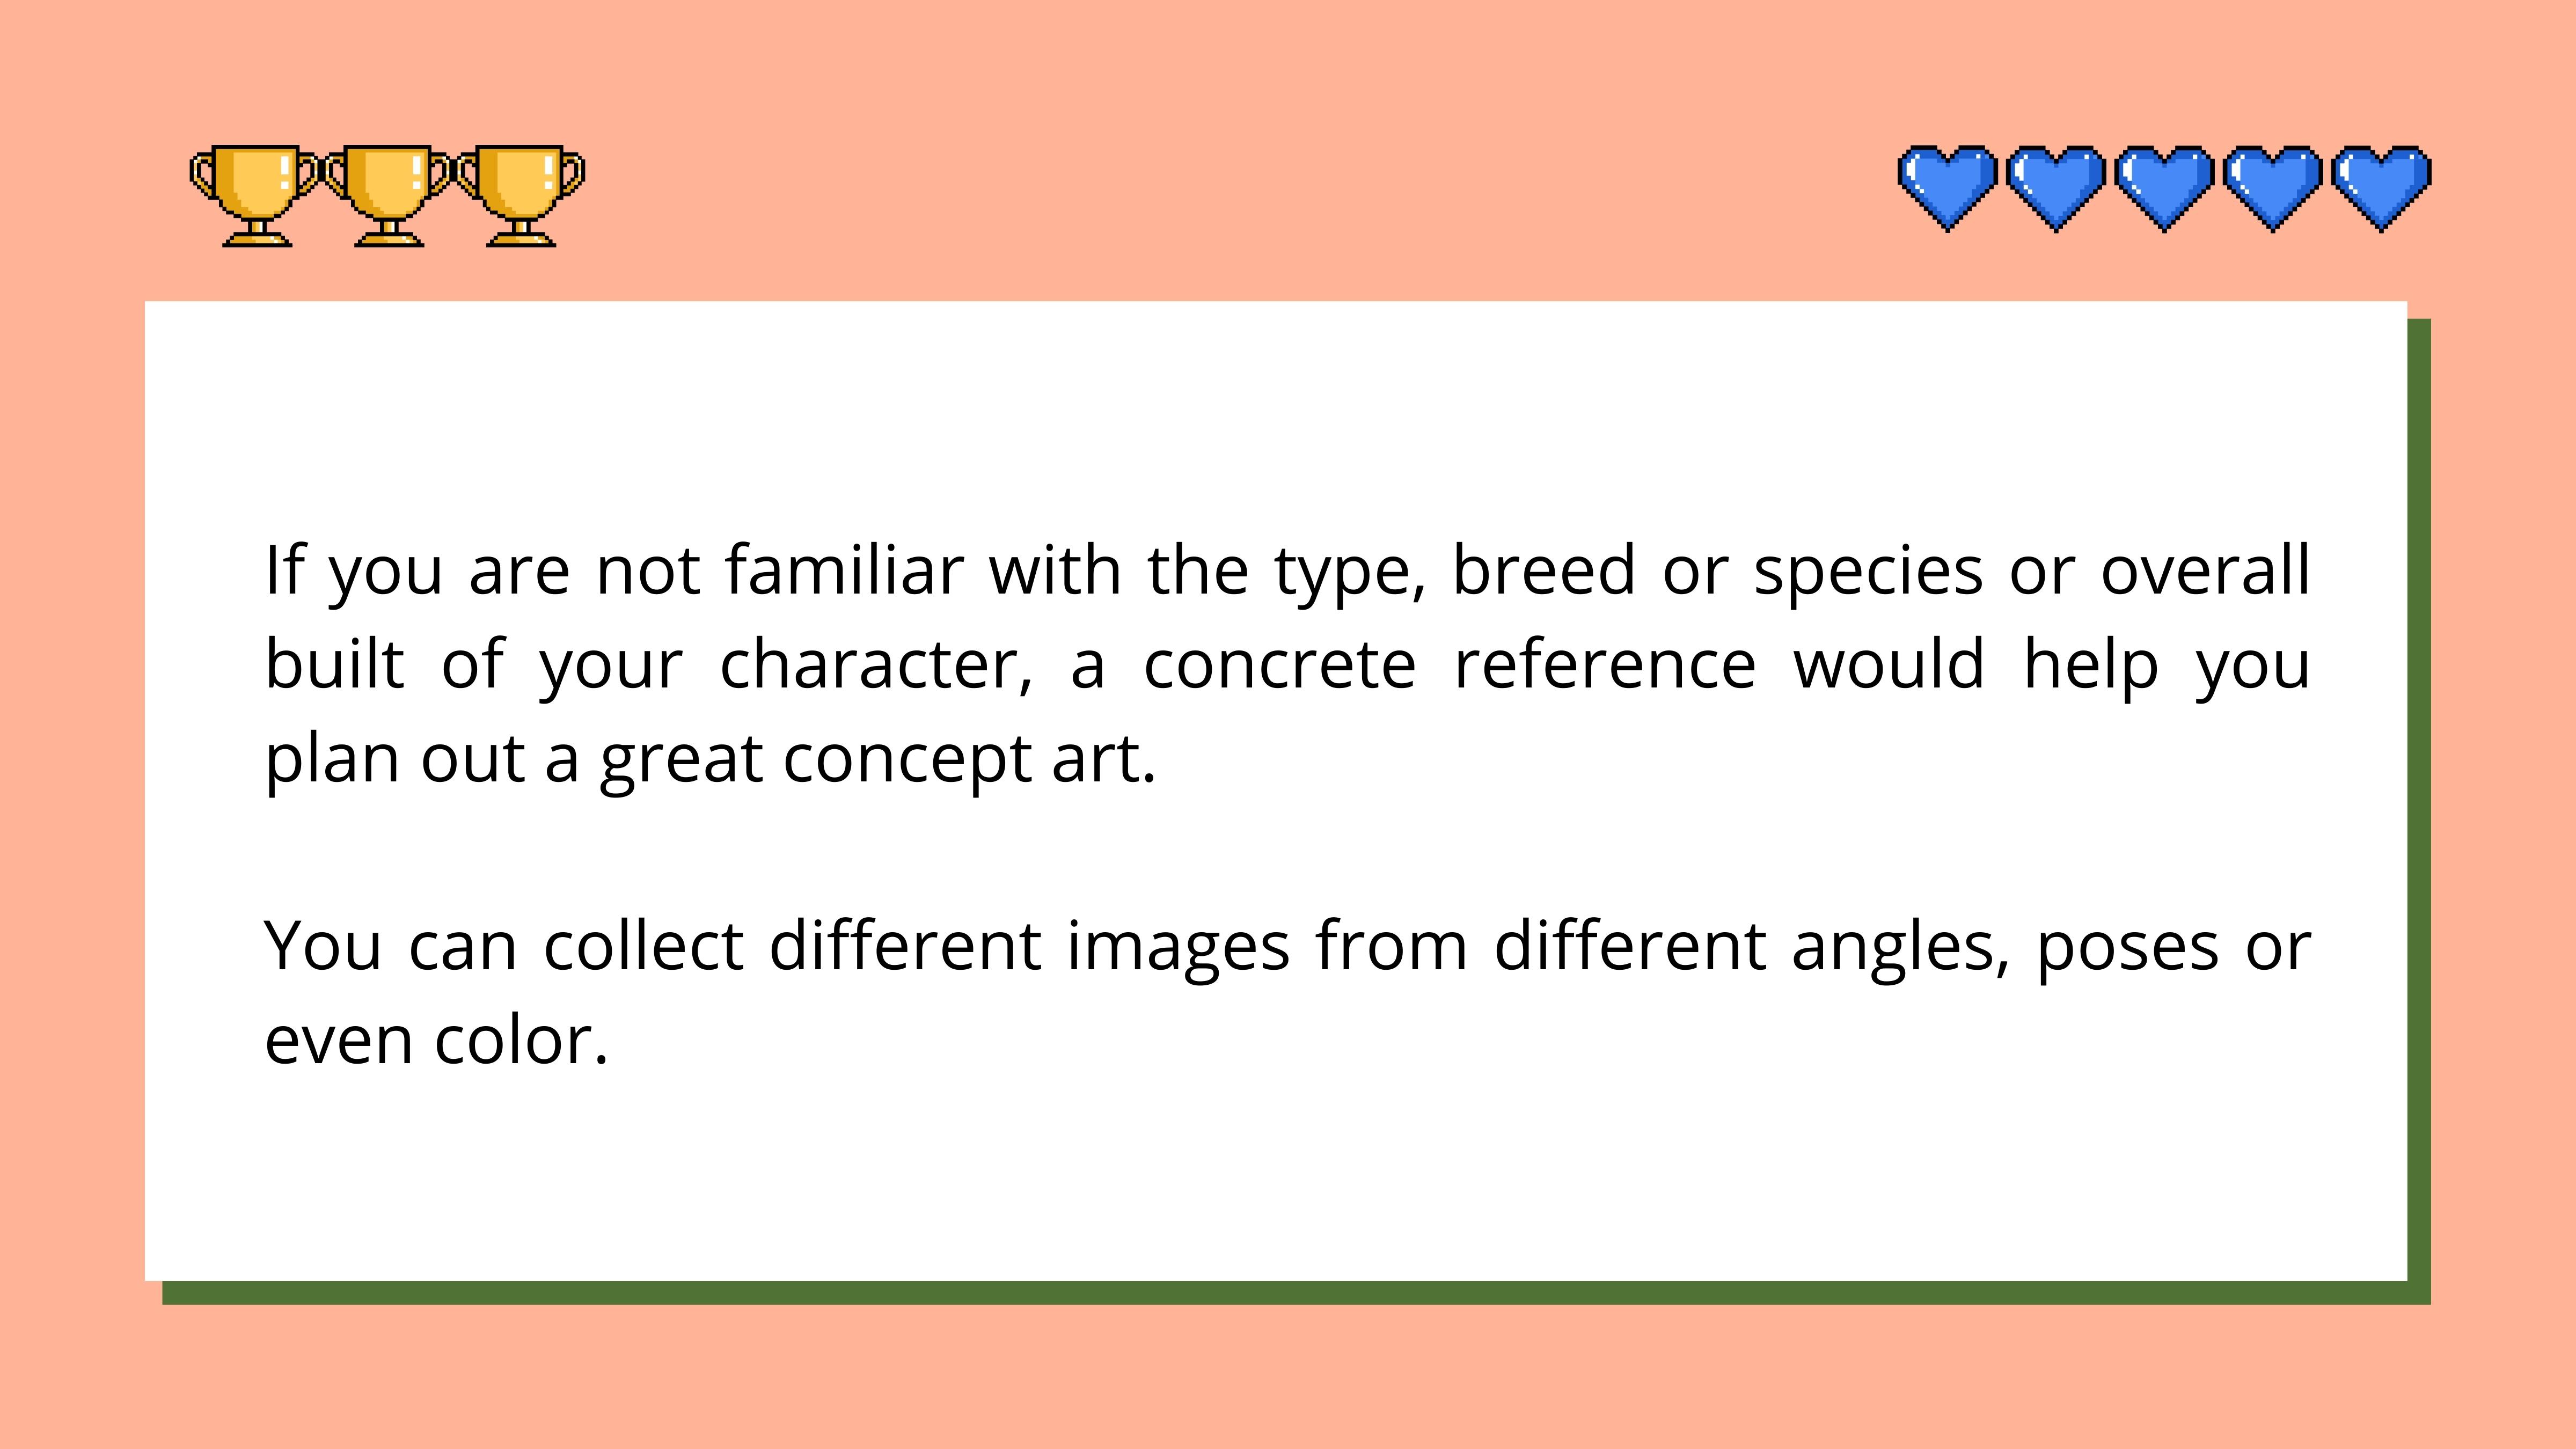 If you are not familiar with the type, breed or species or overall
built of your character, a concrete reference would help you
plan out a great concept art.
You can collect different images from different angles, poses or
even color.